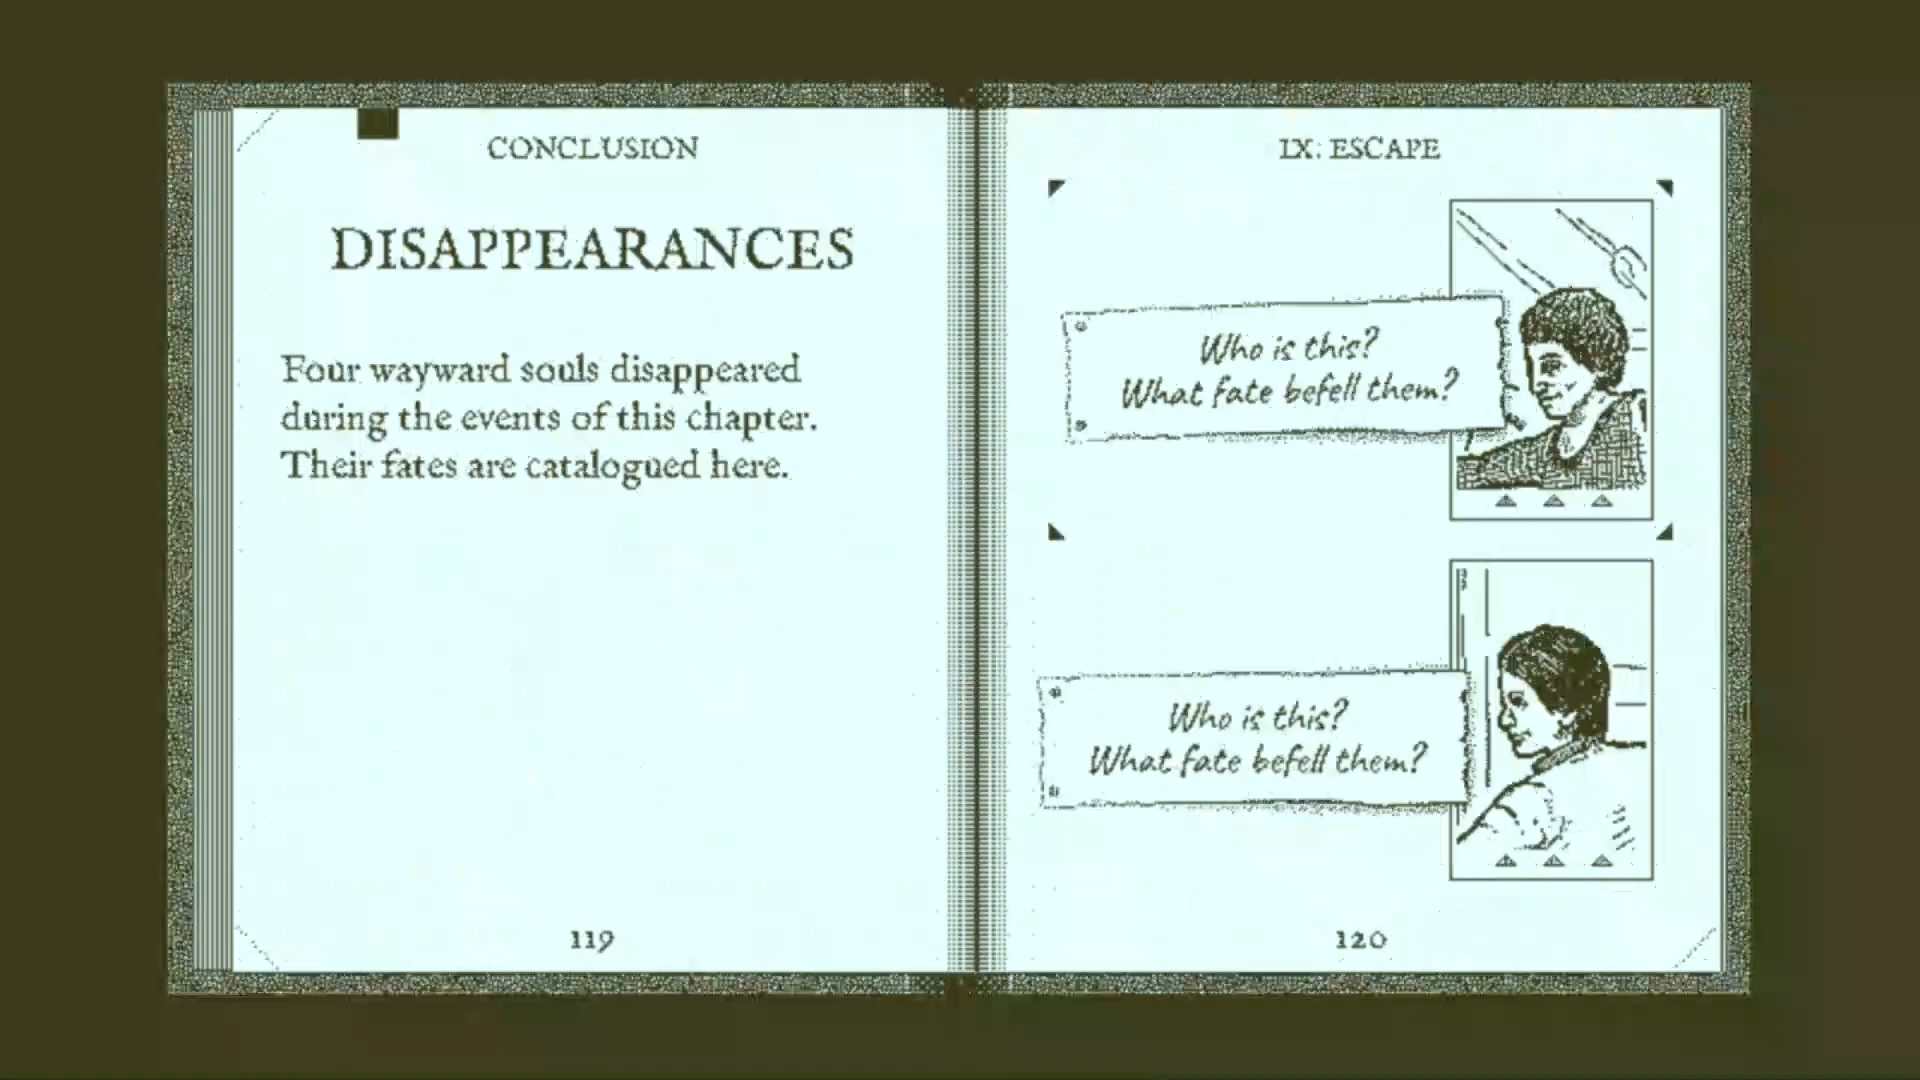 CONCLUSION
DISAPPEARANCES
Four wayward souls disappeared
during the events of this chapter.
Their fates are catalogued here.
119
IX: ESCAPE
Who is this?
What fate befell them?
Who is this?
What fate befell them?
120